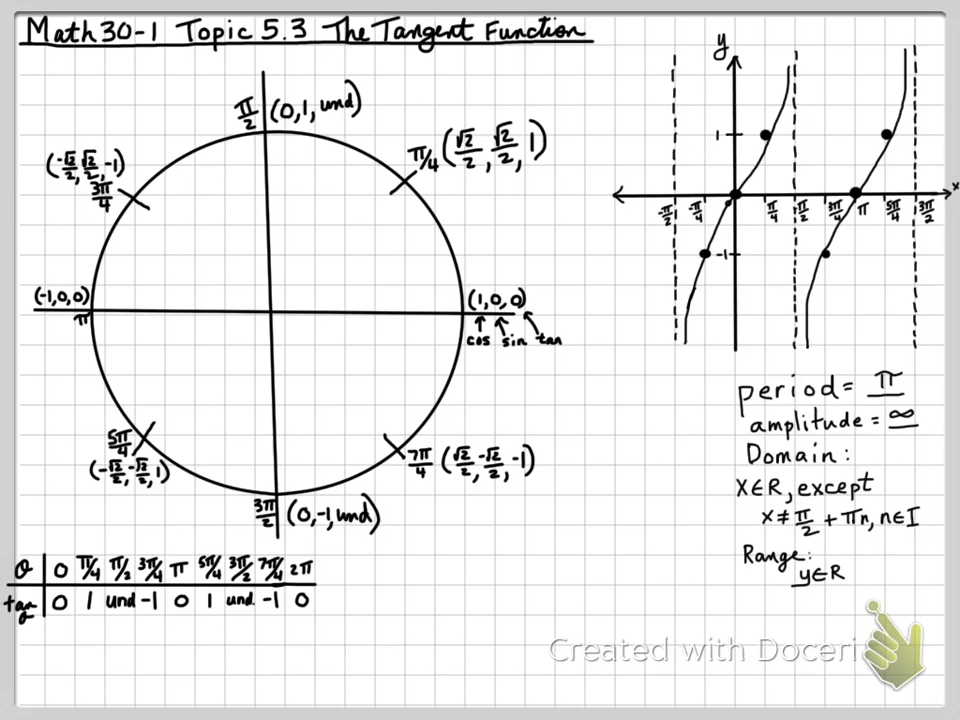 Math 30-1 Topic 5.3 The Tangent Function
π/2 (0, 1, und)
π/4 (√2/2, √2/2, 1)
(-√2/2, √2/2, -1)
3π/4
(-1, 0, 0)
π
(1, 0, 0)
cos sin tan
5π/4
(-√2/2, -√2/2, 1)
7π/4 (√2/2, -√2/2, -1)
3π/2 (0, -1, und)
θ 0 π/4 π/2 3π/4 π 5π/4 3π/2 7π/4 2π
tan θ 0 1 und -1 0 1 und. -1 0
y
1
x
-π/2 -π/4 π/4 π/2 3π/4 π 5π/4 3π/2
-1
period = π
amplitude = ∞
Domain:
x∈R, except
x ≠ π/2 + πn, n∈I
Range:
y∈R
Created with Doceri